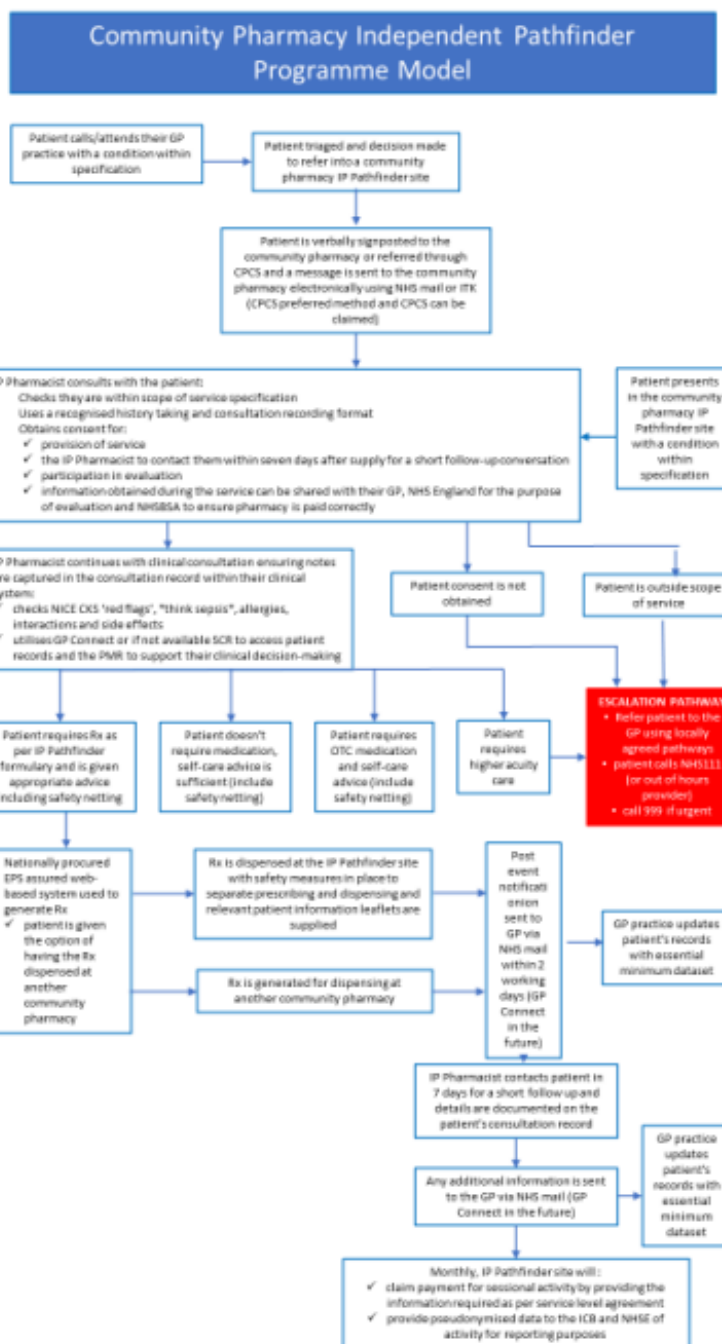 Community Pharmacy Independent Pathfinder
Programme Model
Patient calls/attends their GP
practice with a condition within
specification
Patient triaged and decision made
to refer into a community
pharmacy IP Pathfinder site
Patient is verbally signposted to the
community pharmacy or referred through
CPCS and a message is sent to the community
pharmacy electronically using NHS mail or ITK
(CPCS preferred method and CPCS can be
claimed)
P Pharmacist consults with the patient:
Checks they are within scope of service specification
Uses a recognised history taking and consultation recording format
Obtains consent for:
✓ provision of service
✓ the IP Pharmacist to contact them within seven days after supply for a short follow-up conversation
✓ participation in evaluation
✓ information obtained during the service can be shared with their GP, NHS England for the purpose
of evaluation and NHSBSA to ensure pharmacy is paid correctly
Patient presents
in the community
pharmacy IP
Pathfinder site
with a condition
within
specification
P Pharmacist continues with clinical consultation ensuring notes
re captured in the consultation record within their clinical
ystem:
✓ checks NICE CKS 'red flags', "think sepsis", allergies,
interactions and side effects
✓ utilises GP Connect or if not available SCR to access patient
records and the PMR to support their clinical decision-making
Patient consent is not
obtained
Patient is outside scope
of service
ESCALATION PATHWAY
• Refer patient to the
GP using locally
agreed pathways
• patient calls NHS111
(or out of hours
provider)
• call 999 if urgent
Patient requires Rx as
per IP Pathfinder
formulary and is given
appropriate advice
including safety netting
Patient doesn't
require medication,
self-care advice is
sufficient (include
safety netting)
Patient requires
OTC medication
and self-care
advice (include
safety netting)
Patient
requires
higher acuity
care
Nationally procured
EPS assured web-
based system used to
generate Rx
✓ patient is given
the option of
having the Rx
dispensed at
another
community
pharmacy
Rx is dispensed at the IP Pathfinder site
with safety measures in place to
separate prescribing and dispensing and
relevant patient information leaflets are
supplied
Rx is generated for dispensing at
another community pharmacy
Post
event
notificati
onion
sent to
GP via
NHS mail
within 2
working
days (GP
Connect
in the
future)
GP practice updates
patient's records
with essential
minimum dataset
IP Pharmacist contacts patient in
7 days for a short follow up and
details are documented on the
patient's consultation record
Any additional information is sent
to the GP via NHS mail (GP
Connect in the future)
GP practice
updates
patient's
records with
essential
minimum
dataset
Monthly, IP Pathfinder site will :
✓ claim payment for sessional activity by providing the
information required as per service level agreement
✓ provide pseudonymised data to the ICB and NHSE of
activity for reporting purposes